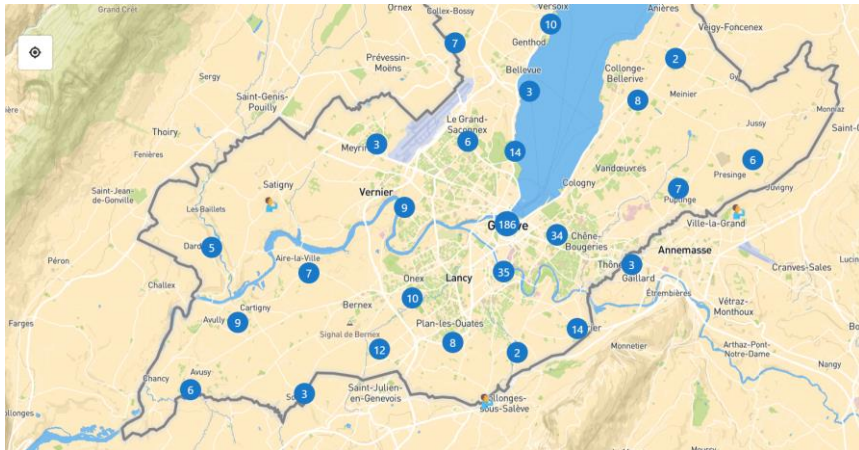 Grand Crêt
Ornex
Collex-Bossy
Versoix
Anières
10
7
Genthod
Veigy-Foncenex
Prévessin-
Moëns
2
Sergy
Bellevue
Collonge-
Bellerive
Gy
3
8
Meinier
Saint-Genis-
Pouilly
Monniaz
Thoiry
Le Grand-
Saconnex
Jussy
Fenières
Meyrin
3
6
14
6
Vandœuvres
Presinge
Saint-Jean-
de-Gonville
Satigny
Vernier
Cologny
7
Juvigny
Puplinge
Les Baillets
9
186
Ville-la-Grand
34
Chêne-
Bougeries
5
Annemasse
Péron
Aire-la-Ville
7
35
3
Gaillard
Cranves-Sales
Challex
Onex
Lancy
Étrembières
10
Bernex
Cartigny
Vétraz-
Monthoux
Avully
9
Farges
Plan-les-Ouates
14
Signal de Bernex
8
Monnetier
Arthaz-Pont-
Notre-Dame
12
2
Nangy
Chancy
Avusy
6
3
Saint-Julien-
en-Genevois
sous-Salève